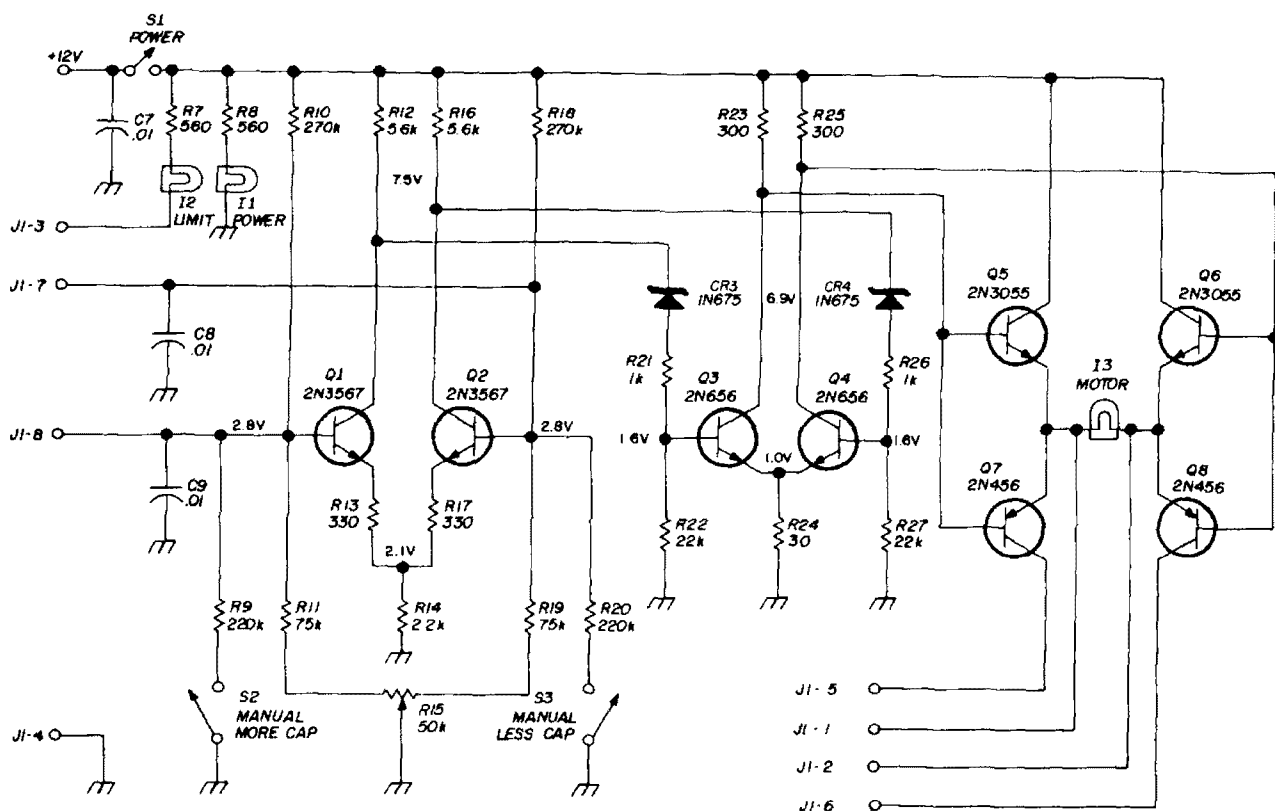 S1
POWER
+12V
C7
.01
R7
560
R8
560
R10
270k
R12
5.6k
R16
5.6k
R18
270k
R23
300
R25
300
I2
LIMIT
I1
POWER
7.5V
J1-3
J1-7
C8
.01
CR3
1N675
6.9V
CR4
1N675
Q5
2N3055
Q6
2N3055
R21
1k
R26
1k
Q1
2N3567
Q2
2N3567
Q3
2N656
Q4
2N656
I3
MOTOR
J1-8
2.8V
2.8V
1.6V
1.0V
1.6V
C9
.01
R13
330
R17
330
Q7
2N456
Q8
2N456
2.1V
R22
22k
R24
30
R27
22k
R9
220k
R11
75k
R14
2.2k
R19
75k
R20
220k
S2
MANUAL
MORE CAP
R15
50k
S3
MANUAL
LESS CAP
J1-4
J1-5
J1-1
J1-2
J1-6